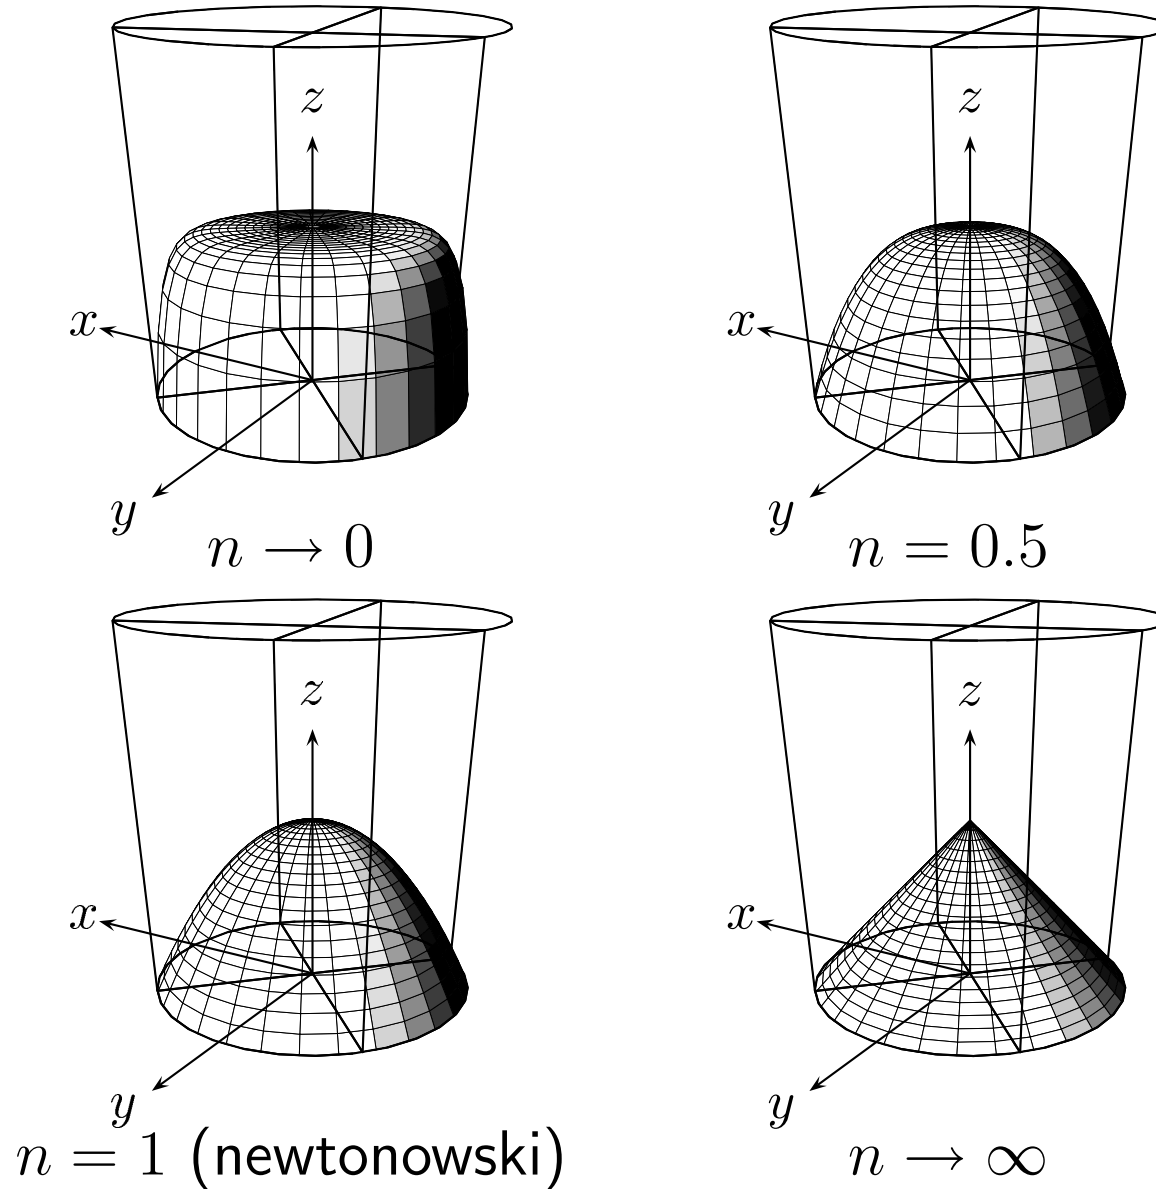 z
x
y
n → 0
z
x
y
n = 0.5
z
x
y
n = 1 (newtonowski)
z
x
y
n → ∞